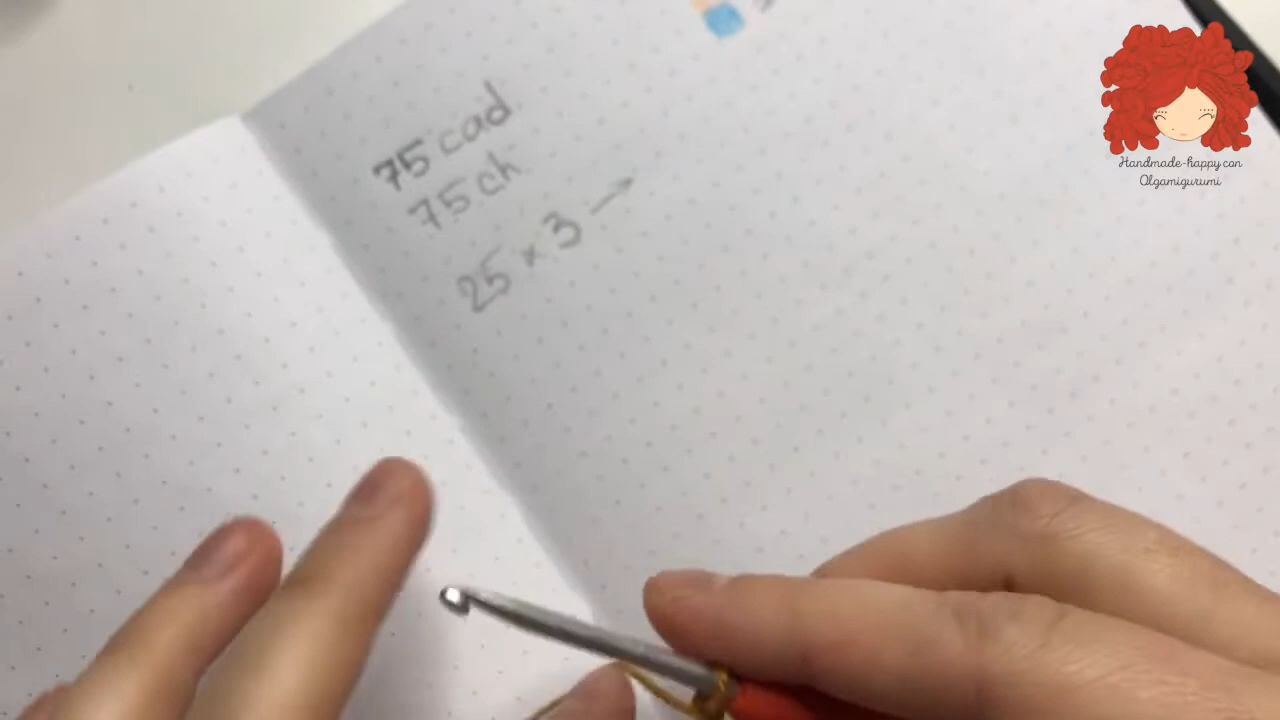 75 cad
75 ch
25 x 3 →
Handmade-happy con
Olgamigurumi